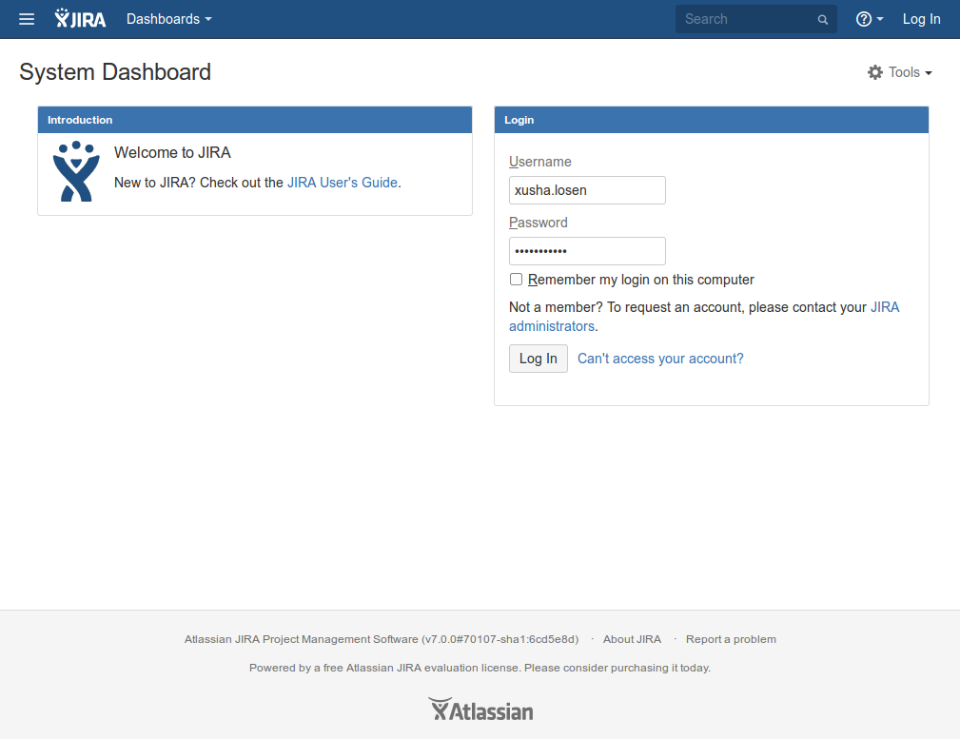 JIRA Dashboards Search Log In
System Dashboard
Tools
Introduction
Welcome to JIRA
New to JIRA? Check out the JIRA User's Guide.
Login
Username
xusha.losen
Password
•••••••••••
Remember my login on this computer
Not a member? To request an account, please contact your JIRA
administrators.
Log In Can't access your account?
Atlassian JIRA Project Management Software (v7.0.0#70107-sha1:6cd5e8d) · About JIRA · Report a problem
Powered by a free Atlassian JIRA evaluation license. Please consider purchasing it today.
Atlassian